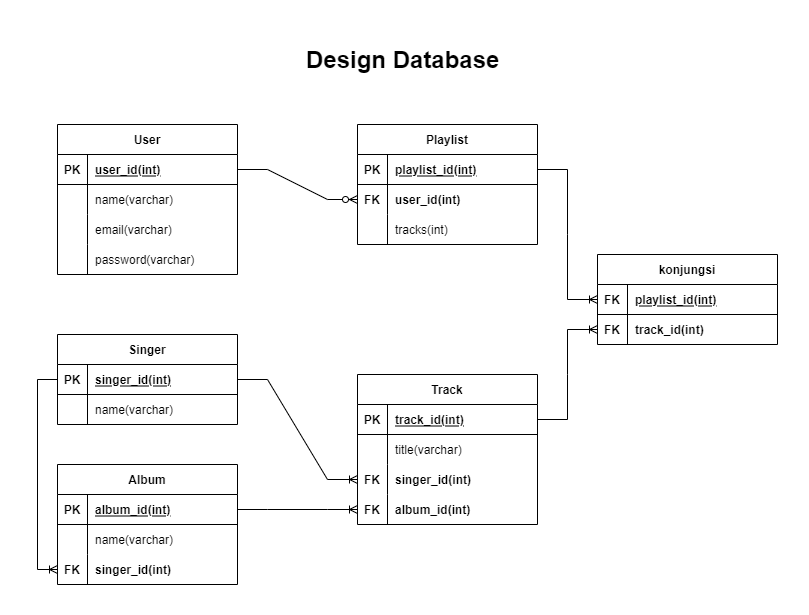 Design Database
User
PK user_id(int)
name(varchar)
email(varchar)
password(varchar)
Playlist
PK playlist_id(int)
FK user_id(int)
tracks(int)
konjungsi
FK playlist_id(int)
FK track_id(int)
Singer
PK singer_id(int)
name(varchar)
Track
PK track_id(int)
title(varchar)
FK singer_id(int)
FK album_id(int)
Album
PK album_id(int)
name(varchar)
FK singer_id(int)